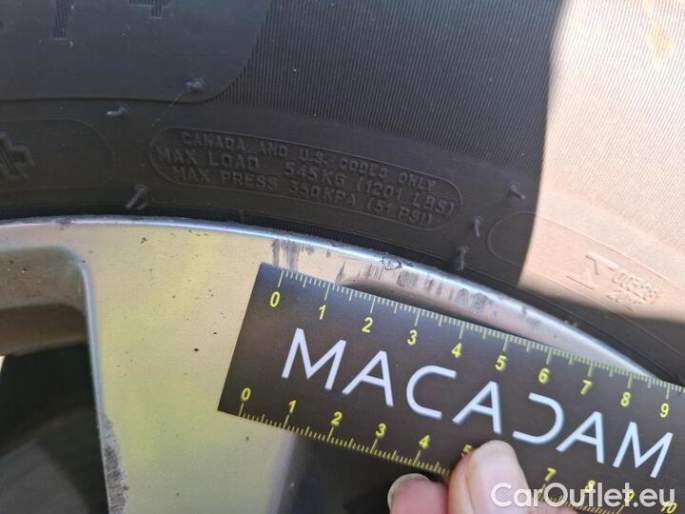 CANADA AND U.S. CODES ONLY
MAX LOAD 545KG (1201 LBS)
MAX PRESS 350KPA (51 PSI)
0 1 2 3 4 5 6 7 8 9
MACADAM
0 1 2 3 4 5 7 8 9 10
CarOutlet.eu